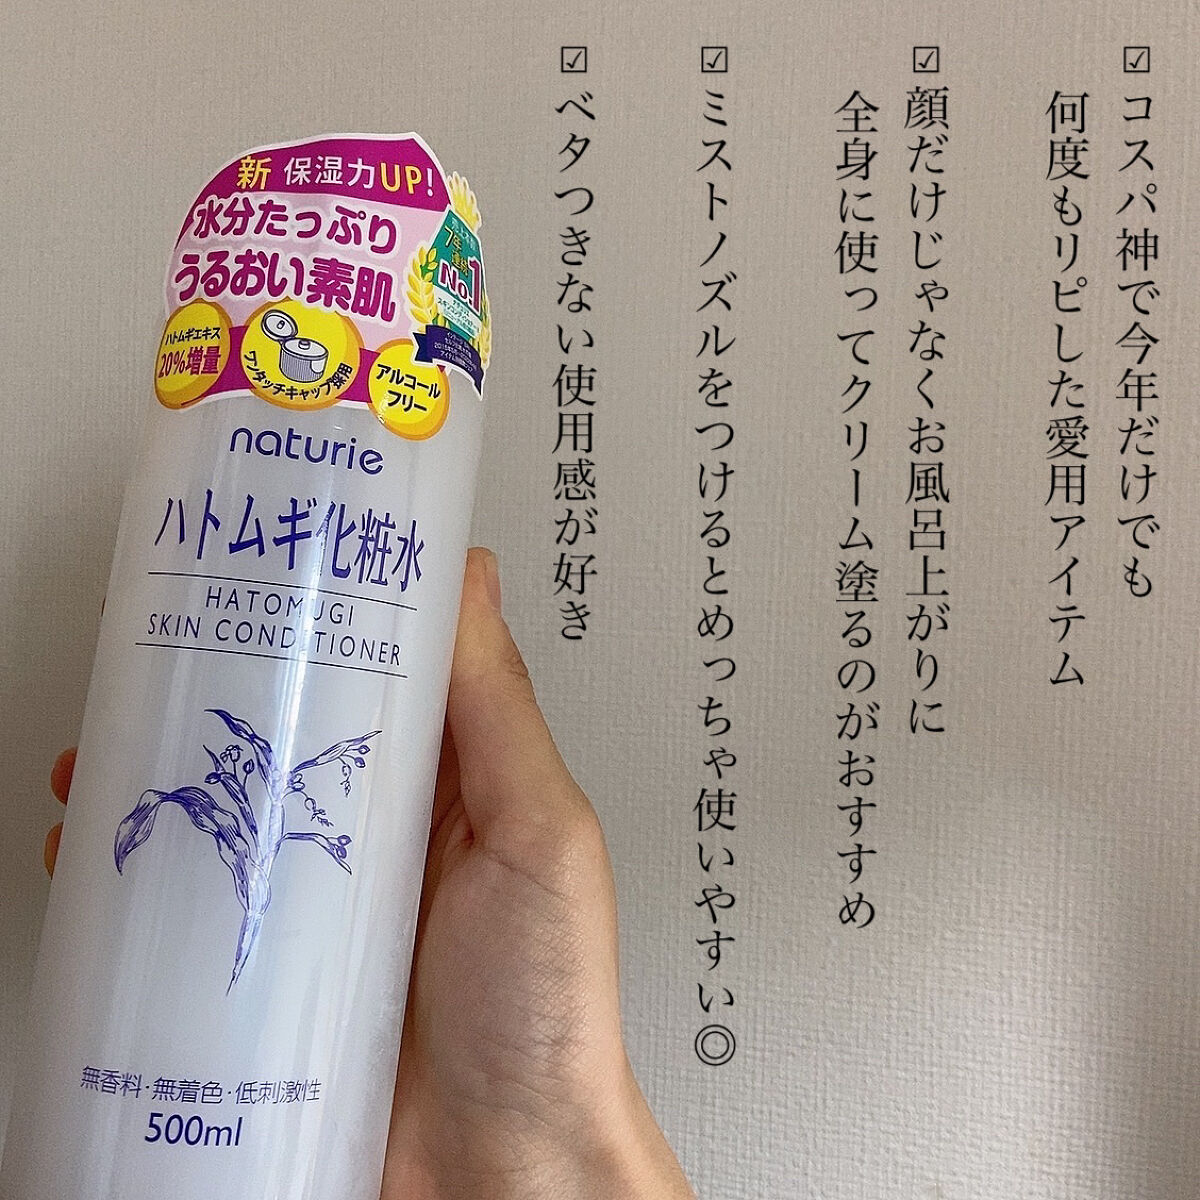 ☑コスパ神で今年だけでも
何度もリピした愛用アイテム
☑顔だけじゃなくお風呂上がりに
全身に使ってクリーム塗るのがおすすめ
☑ミストノズルをつけるとめっちゃ使いやすい◎
☑ベタつきない使用感が好き
新 保湿力UP!
水分たっぷり
うるおい素肌
7年
連続
No.1
ハトムギエキス
20%増量
ワンタッチキャップ採用
アルコール
フリー
naturie
ハトムギ化粧水
HATOMUGI
SKIN CONDITIONER
無香料・無着色・低刺激性
500ml